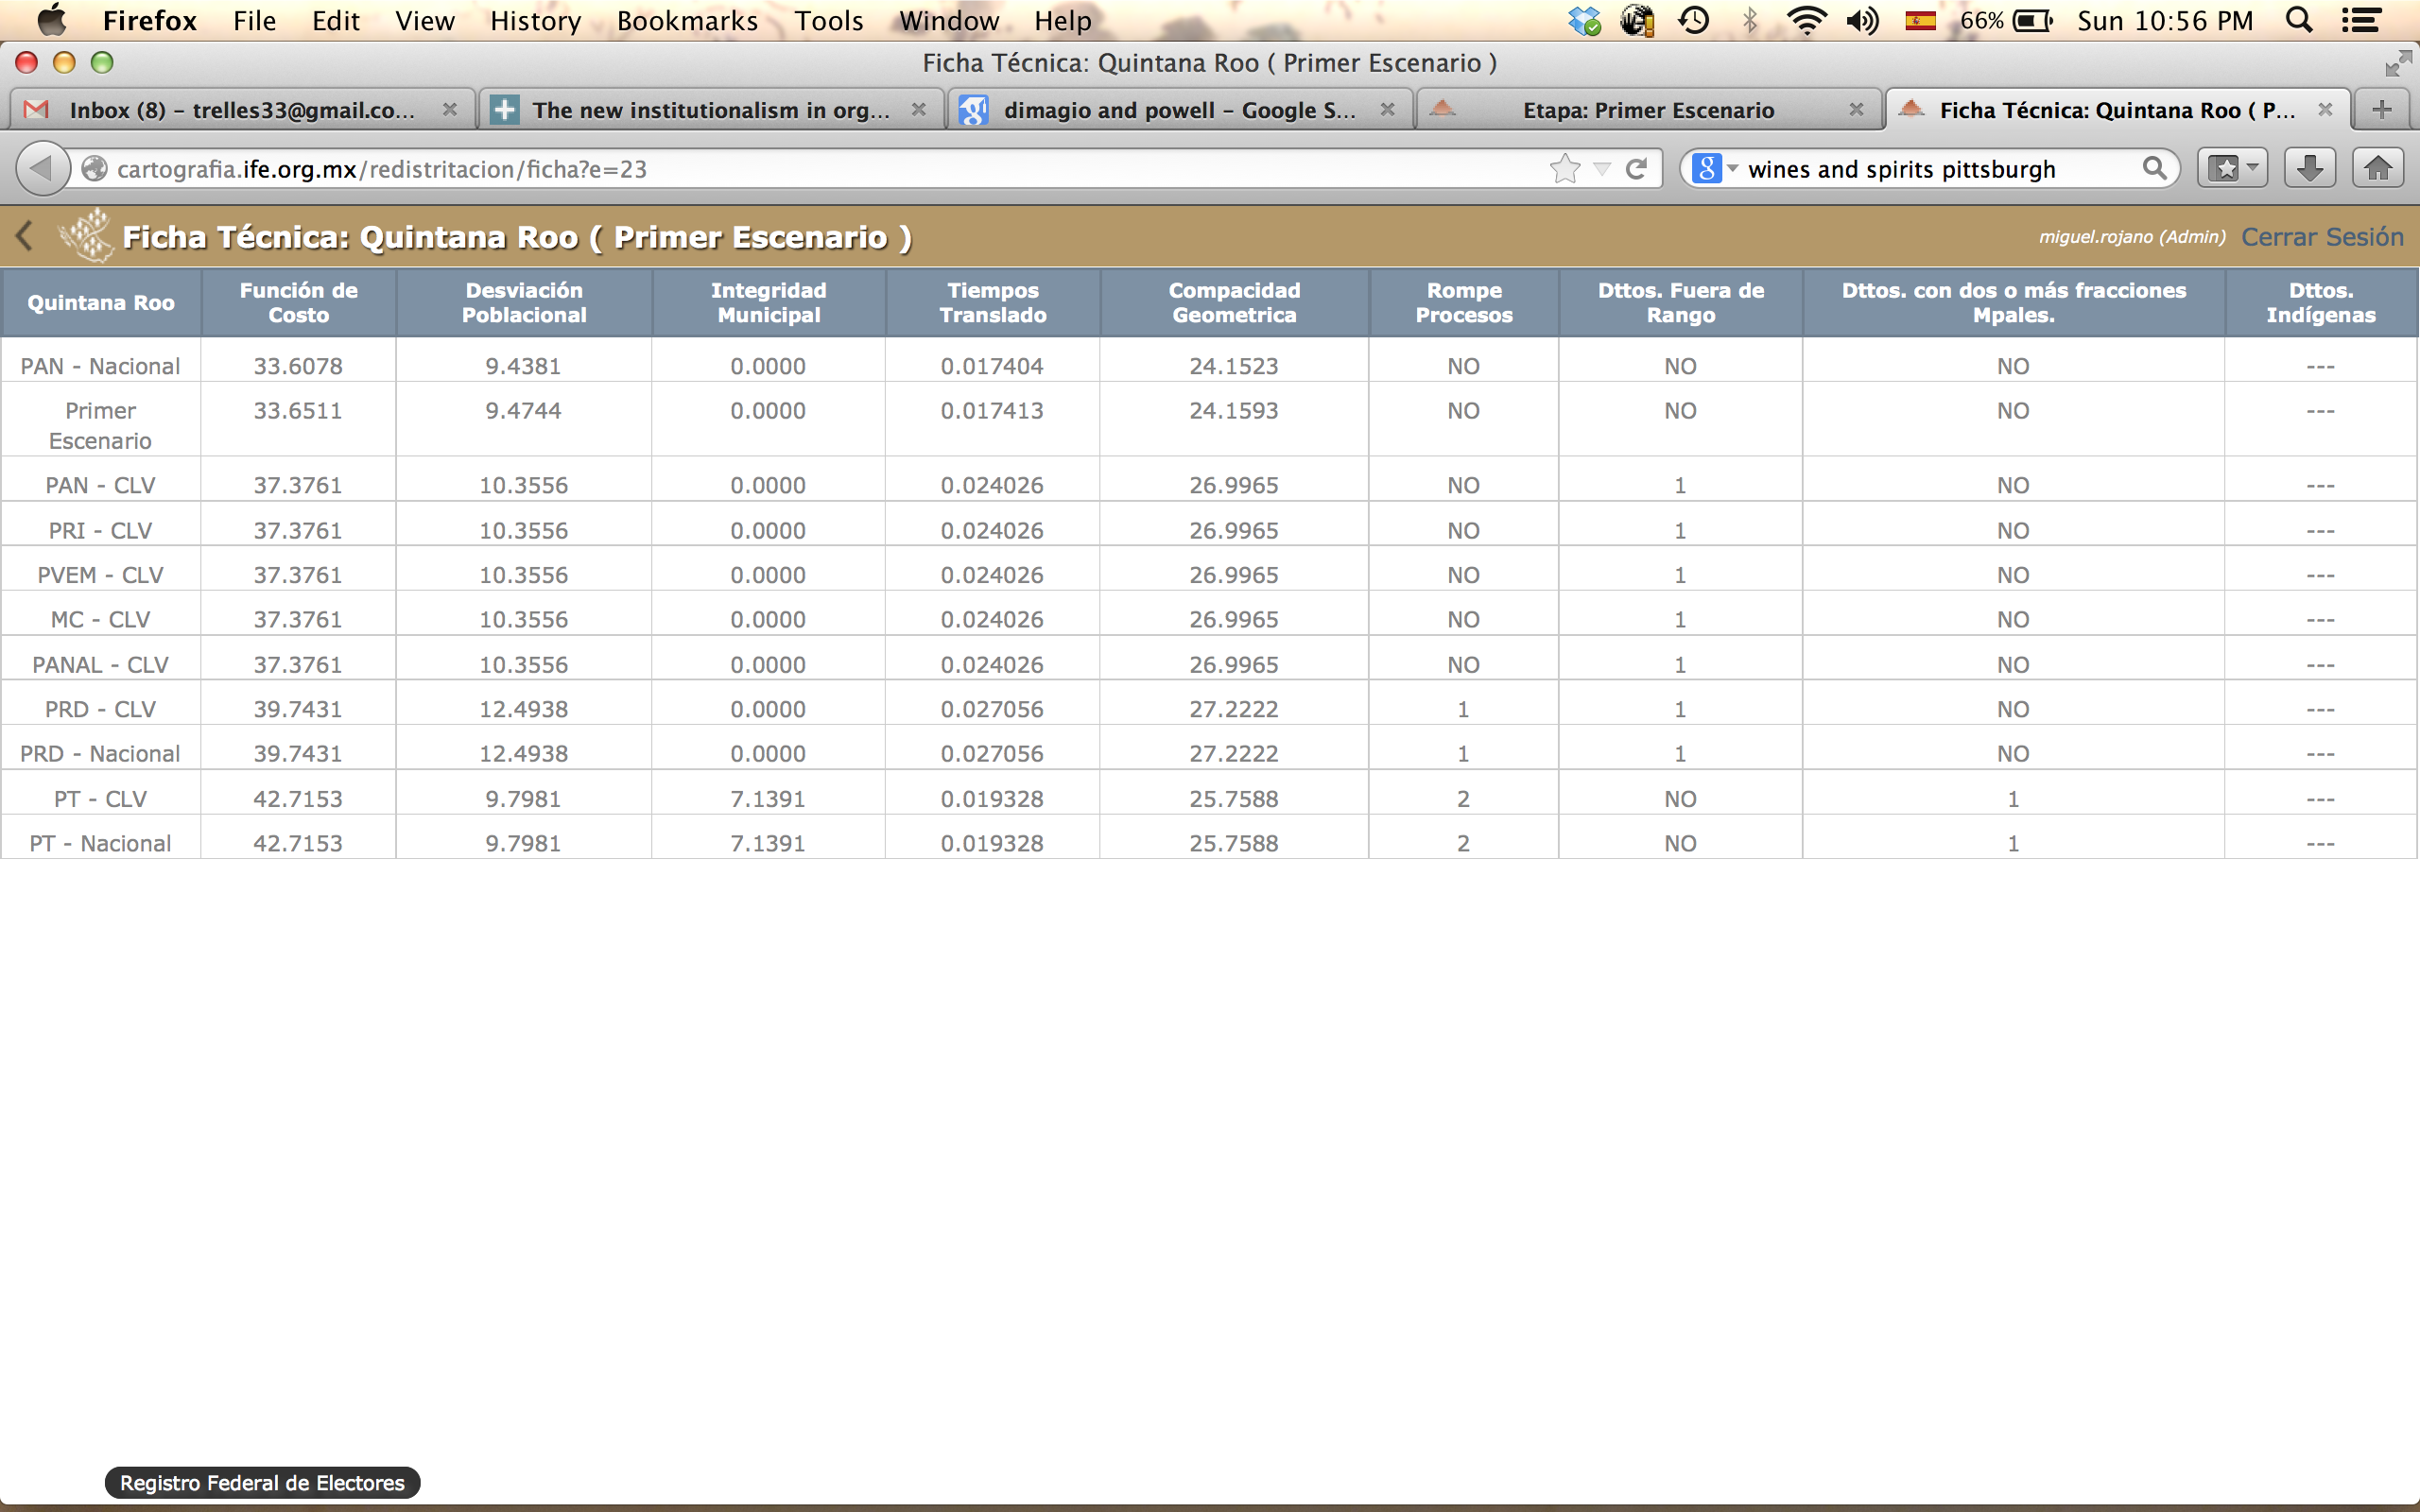 Firefox File Edit View History Bookmarks Tools Window Help 66% Sun 10:56 PM
Ficha Técnica: Quintana Roo ( Primer Escenario )
Inbox (8) – trelles33@gmail.co... The new institutionalism in org... dimagio and powell – Google S... Etapa: Primer Escenario Ficha Técnica: Quintana Roo ( P...
cartografia.ife.org.mx/redistritacion/ficha?e=23 wines and spirits pittsburgh
Ficha Técnica: Quintana Roo ( Primer Escenario ) miguel.rojano (Admin) Cerrar Sesión
Quintana Roo Función de Costo Desviación Poblacional Integridad Municipal Tiempos Translado Compacidad Geometrica Rompe Procesos Dttos. Fuera de Rango Dttos. con dos o más fracciones Mpales. Dttos. Indígenas
PAN - Nacional 33.6078 9.4381 0.0000 0.017404 24.1523 NO NO NO ---
Primer Escenario 33.6511 9.4744 0.0000 0.017413 24.1593 NO NO NO ---
PAN - CLV 37.3761 10.3556 0.0000 0.024026 26.9965 NO 1 NO ---
PRI - CLV 37.3761 10.3556 0.0000 0.024026 26.9965 NO 1 NO ---
PVEM - CLV 37.3761 10.3556 0.0000 0.024026 26.9965 NO 1 NO ---
MC - CLV 37.3761 10.3556 0.0000 0.024026 26.9965 NO 1 NO ---
PANAL - CLV 37.3761 10.3556 0.0000 0.024026 26.9965 NO 1 NO ---
PRD - CLV 39.7431 12.4938 0.0000 0.027056 27.2222 1 1 NO ---
PRD - Nacional 39.7431 12.4938 0.0000 0.027056 27.2222 1 1 NO ---
PT - CLV 42.7153 9.7981 7.1391 0.019328 25.7588 2 NO 1 ---
PT - Nacional 42.7153 9.7981 7.1391 0.019328 25.7588 2 NO 1 ---
Registro Federal de Electores